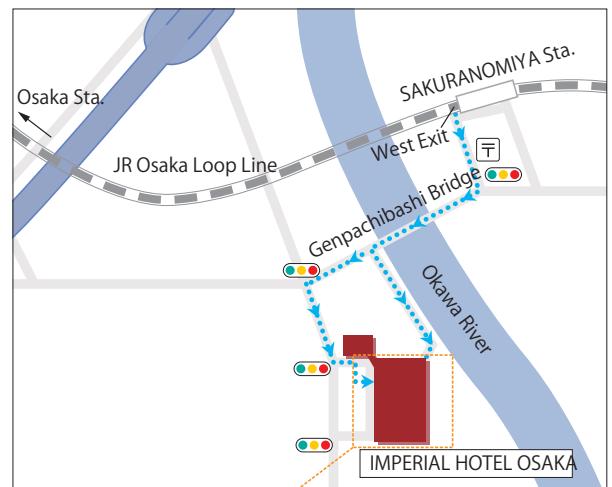 SAKURANOMIYA Sta.
Osaka Sta.
West Exit
JR Osaka Loop Line
〒
Genpachibashi Bridge
Okawa River
IMPERIAL HOTEL OSAKA